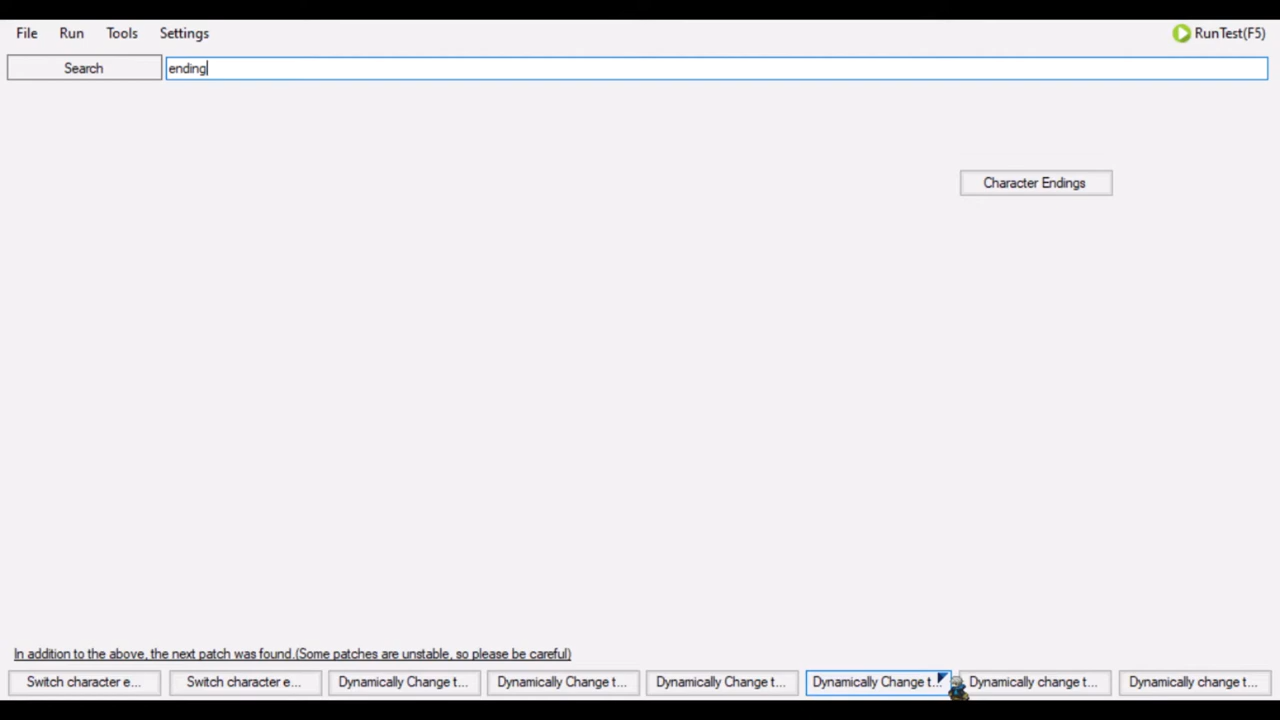 File Run Tools Settings RunTest(F5)
Search ending
Character Endings
In addition to the above, the next patch was found.(Some patches are unstable, so please be careful)
Switch character e... Switch character e... Dynamically Change t... Dynamically Change t... Dynamically Change t... Dynamically Change t... Dynamically change t... Dynamically change t...